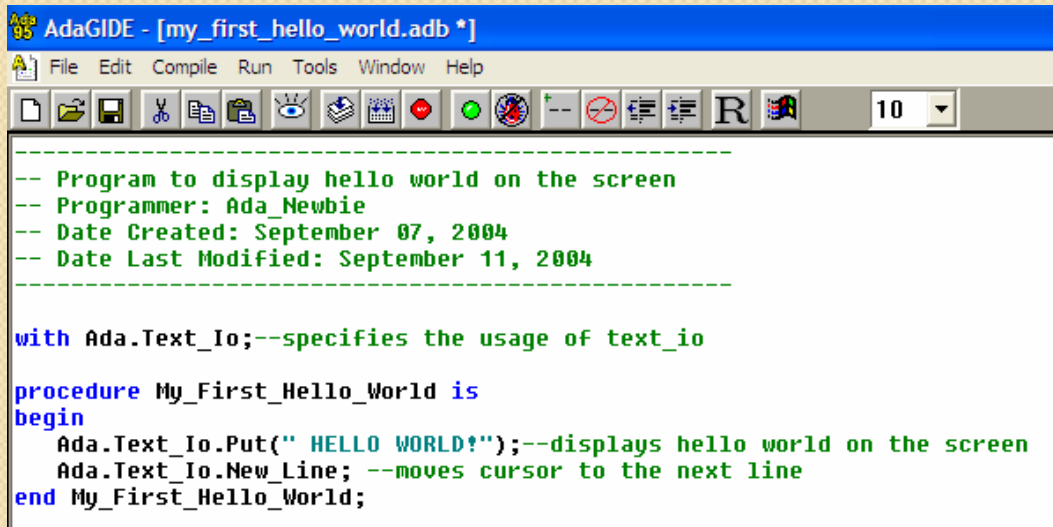 Ada 95 AdaGIDE - [my_first_hello_world.adb *]
File Edit Compile Run Tools Window Help
R 10
---------------------------------------------------
-- Program to display hello world on the screen
-- Programmer: Ada_Newbie
-- Date Created: September 07, 2004
-- Date Last Modified: September 11, 2004
---------------------------------------------------
with Ada.Text_Io;--specifies the usage of text_io
procedure My_First_Hello_World is
begin
Ada.Text_Io.Put(" HELLO WORLD!");--displays hello world on the screen
Ada.Text_Io.New_Line; --moves cursor to the next line
end My_First_Hello_World;